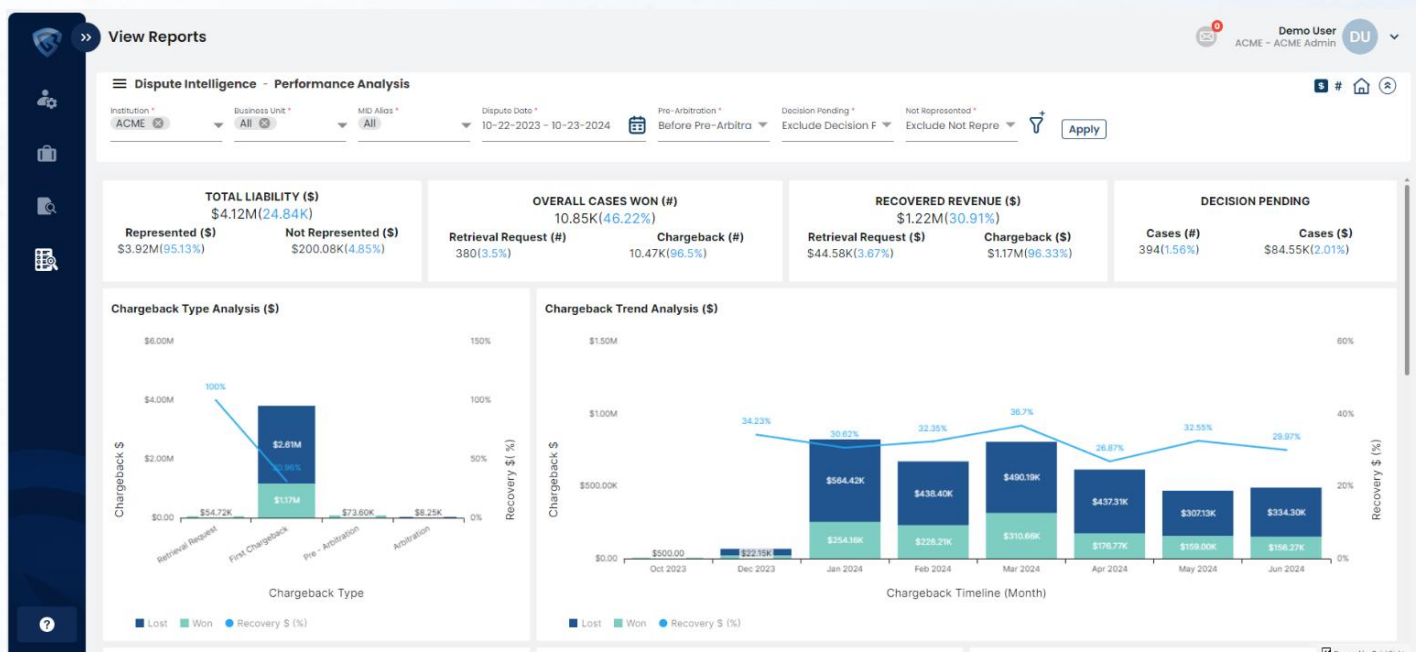 View Reports
0
Demo User
ACME - ACME Admin
DU
Dispute Intelligence - Performance Analysis
$ #
Institution * Business Unit * MID Alias * Dispute Date * Pre-Arbitration * Decision Pending * Not Represented *
ACME All All 10-22-2023 - 10-23-2024 Before Pre-Arbitra Exclude Decision F Exclude Not Repre Apply
TOTAL LIABILITY ($)
$4.12M(24.84K)
Represented ($) Not Represented ($)
$3.92M(95.13%) $200.08K(4.85%)
OVERALL CASES WON (#)
10.85K(46.22%)
Retrieval Request (#) Chargeback (#)
380(3.5%) 10.47K(96.5%)
RECOVERED REVENUE ($)
$1.22M(30.91%)
Retrieval Request ($) Chargeback ($)
$44.58K(3.67%) $1.17M(96.33%)
DECISION PENDING
Cases (#) Cases ($)
394(1.56%) $84.55K(2.01%)
Chargeback Type Analysis ($)
$6.00M 150%
100%
$4.00M 100%
$2.61M
$2.00M 50%
30.96%
$1.17M
$54.72K $73.60K $8.25K
$0.00 0%
Chargeback $
Recovery $( %)
Retrieval Request First Chargeback Pre - Arbitration Arbitration
Chargeback Type
Lost Won Recovery $ (%)
Chargeback Trend Analysis ($)
$1.50M 60%
$1.00M 40%
34.23% 30.62% 32.35% 36.7% 26.87% 32.55% 29.97%
$564.42K $438.40K $490.19K $437.31K $307.13K $334.30K
$500.00K 20%
$254.16K $228.21K $310.66K $176.77K $159.00K $156.27K
$500.00 $22.15K
$0.00 0%
Chargeback $
Recovery $ (%)
Oct 2023 Dec 2023 Jan 2024 Feb 2024 Mar 2024 Apr 2024 May 2024 Jun 2024
Chargeback Timeline (Month)
Lost Won Recovery $ (%)
?